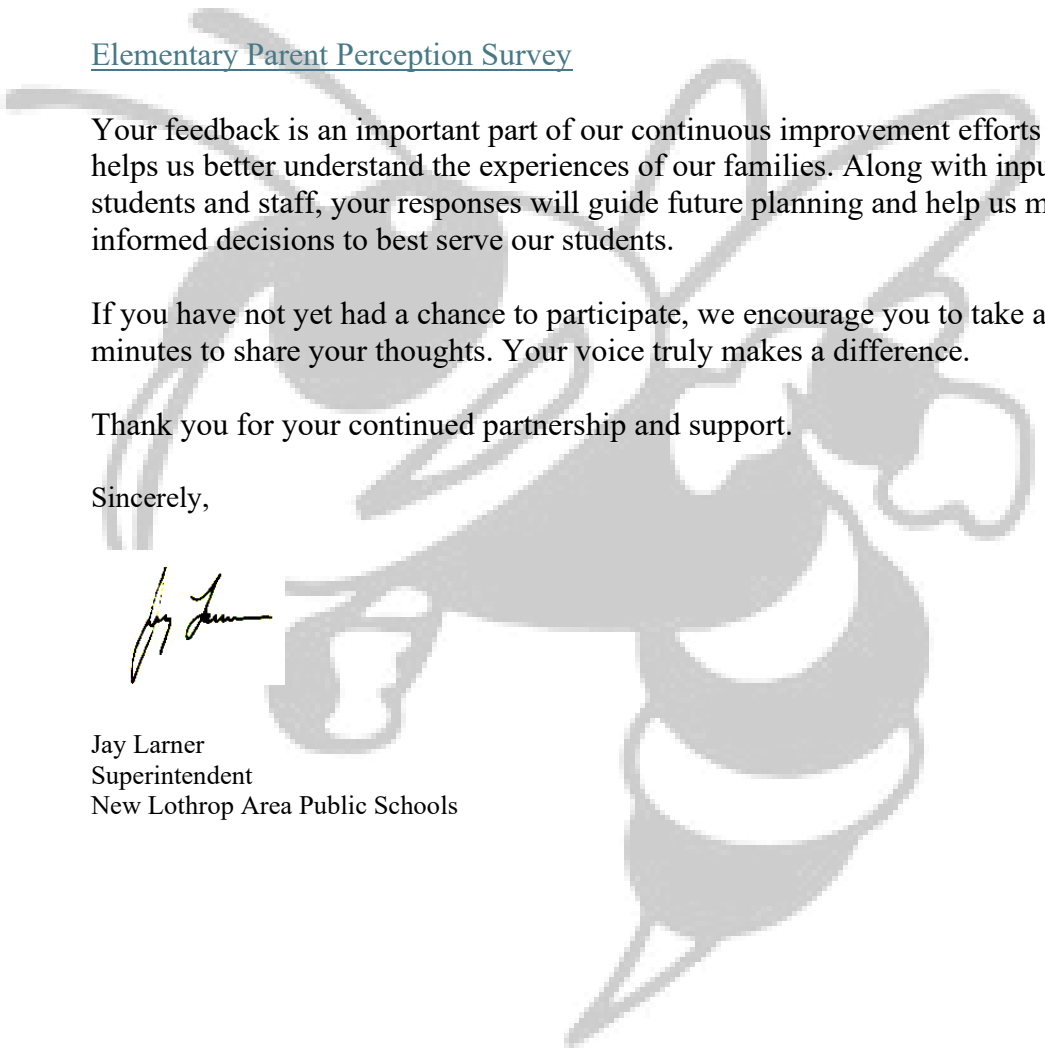 Elementary Parent Perception Survey
Your feedback is an important part of our continuous improvement efforts
helps us better understand the experiences of our families. Along with
students and staff, your responses will guide future planning and help us
informed decisions to best serve our students.
If you have not yet had a chance to participate, we encourage you to take a
minutes to share your thoughts. Your voice truly makes a difference.
Thank you for your continued partnership and support.
Sincerely,
Jay Larner
Superintendent
New Lothrop Area Public Schools